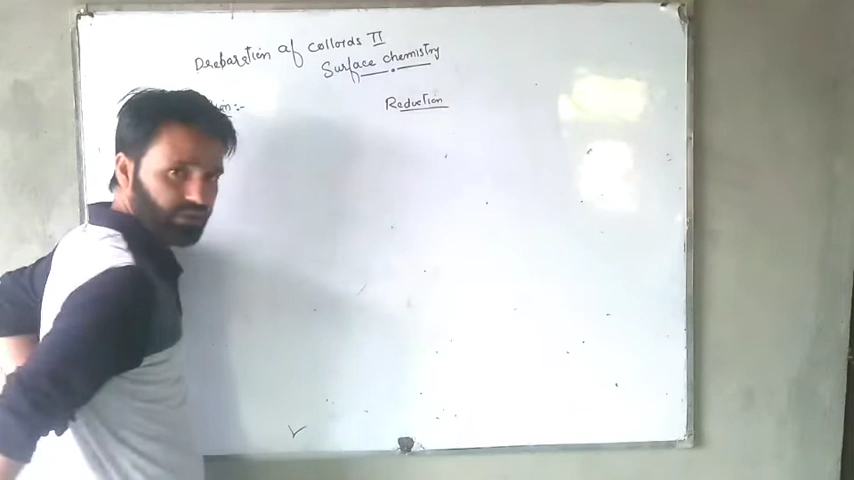 Preparation of colloids II
Surface chemistry
Reduction